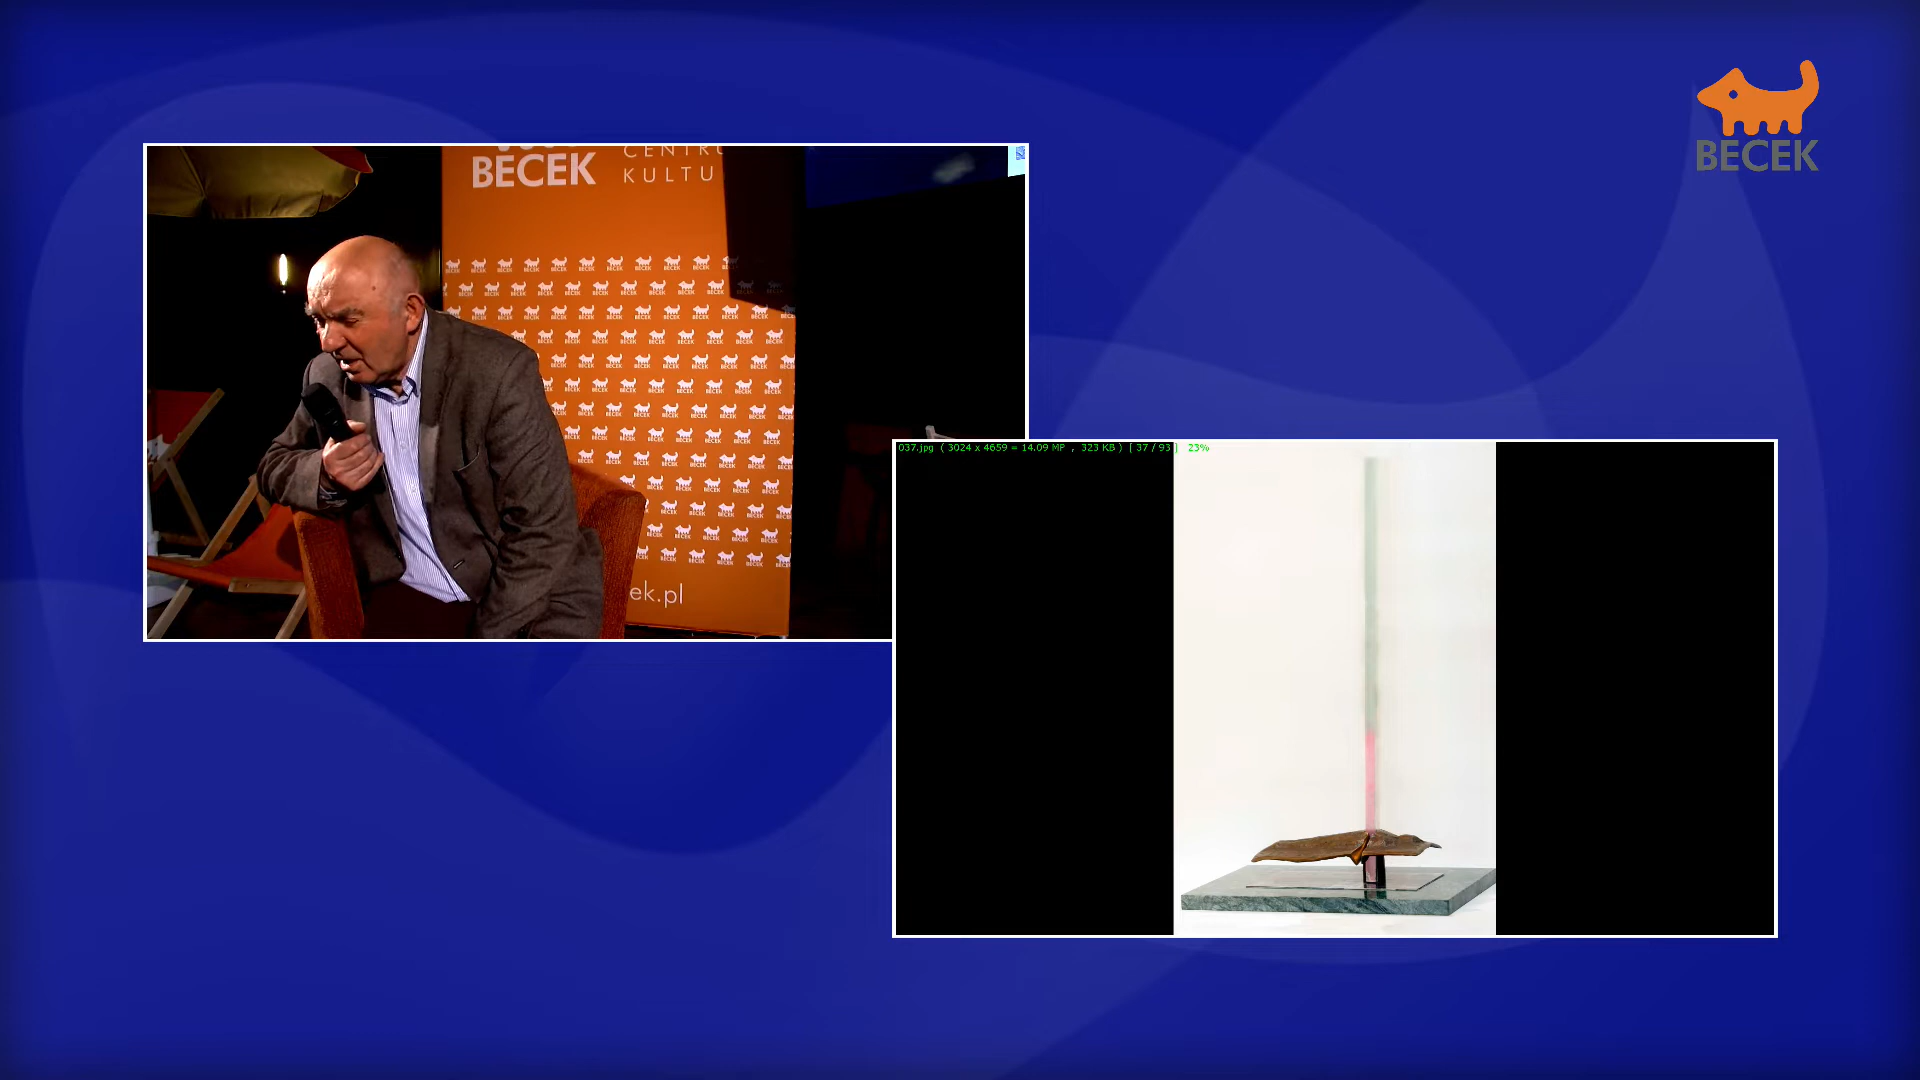 BECEK
BECEK CENTRU
KULTU
ek.pl
037.jpg ( 3024 x 4659 = 14.09 MP , 323 KB ) [ 37 / 93 ] 23%